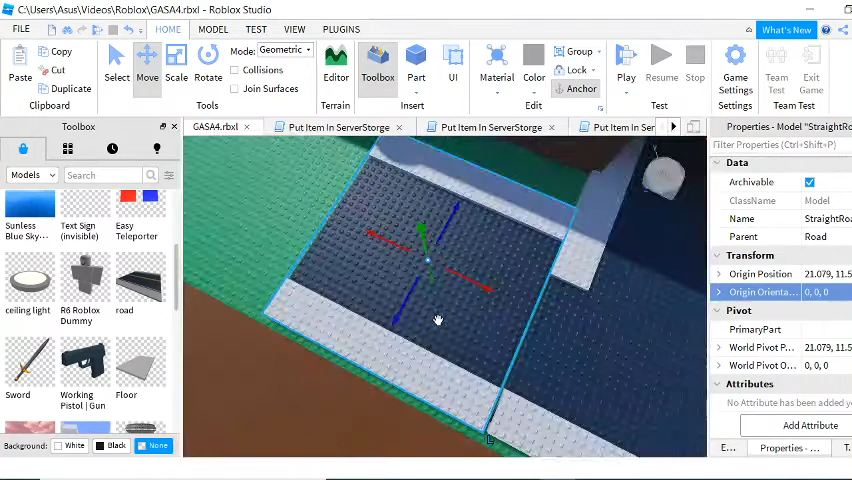 C:\Users\Asus\Videos\Roblox\GASA4.rbxl - Roblox Studio
FILE HOME MODEL TEST VIEW PLUGINS What's New
Paste Copy Cut Duplicate Clipboard
Select Move Scale Rotate Mode: Geometric Collisions Join Surfaces Tools
Editor Terrain
Toolbox Part UI Insert
Material Color Group Lock Anchor Edit
Play Resume Stop Test
Game Settings Settings
Team Test Exit Game Team Test
Toolbox
GASA4.rbxl Put Item In ServerStorge Put Item In ServerStorge Put Item In Ser
Properties - Model "StraightRo
Models Search
Sunless Blue Sky... Text Sign (invisible) Easy Teleporter
ceiling light R6 Roblox Dummy road
Sword Working Pistol | Gun Floor
Background: White Black None
Filter Properties (Ctrl+Shift+P)
Data
Archivable
ClassName Model
Name StraightRo
Parent Road
Transform
Origin Position 21.079, 11.5
Origin Orienta... 0, 0, 0
Pivot
PrimaryPart
World Pivot P... 21.079, 11.5
World Pivot O... 0, 0, 0
Attributes
No Attribute has been added y
Add Attribute
E... Properties - ... T.
L